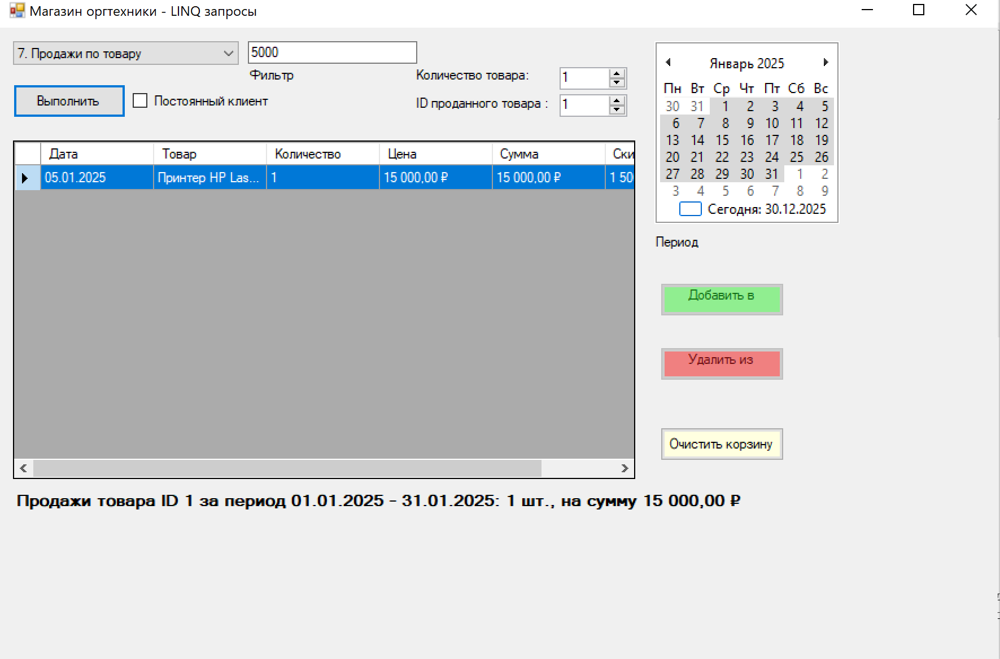 Магазин оргтехники - LINQ запросы
7. Продажи по товару
5000
Фильтр
Количество товара:
1
Выполнить
Постоянный клиент
ID проданного товара :
1
Январь 2025
Пн Вт Ср Чт Пт Сб Вс
30 31 1 2 3 4 5
6 7 8 9 10 11 12
13 14 15 16 17 18 19
20 21 22 23 24 25 26
27 28 29 30 31 1 2
3 4 5 6 7 8 9
Сегодня: 30.12.2025
Период
Дата Товар Количество Цена Сумма Ски
05.01.2025 Принтер HP Las... 1 15 000,00 ₽ 15 000,00 ₽ 1 50
Добавить в
Удалить из
Очистить корзину
Продажи товара ID 1 за период 01.01.2025 - 31.01.2025: 1 шт., на сумму 15 000,00 ₽